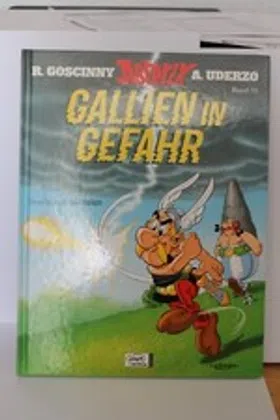 R. GOSCINNY ASTERIX A. UDERZO
GALLIEN IN
GEFAHR